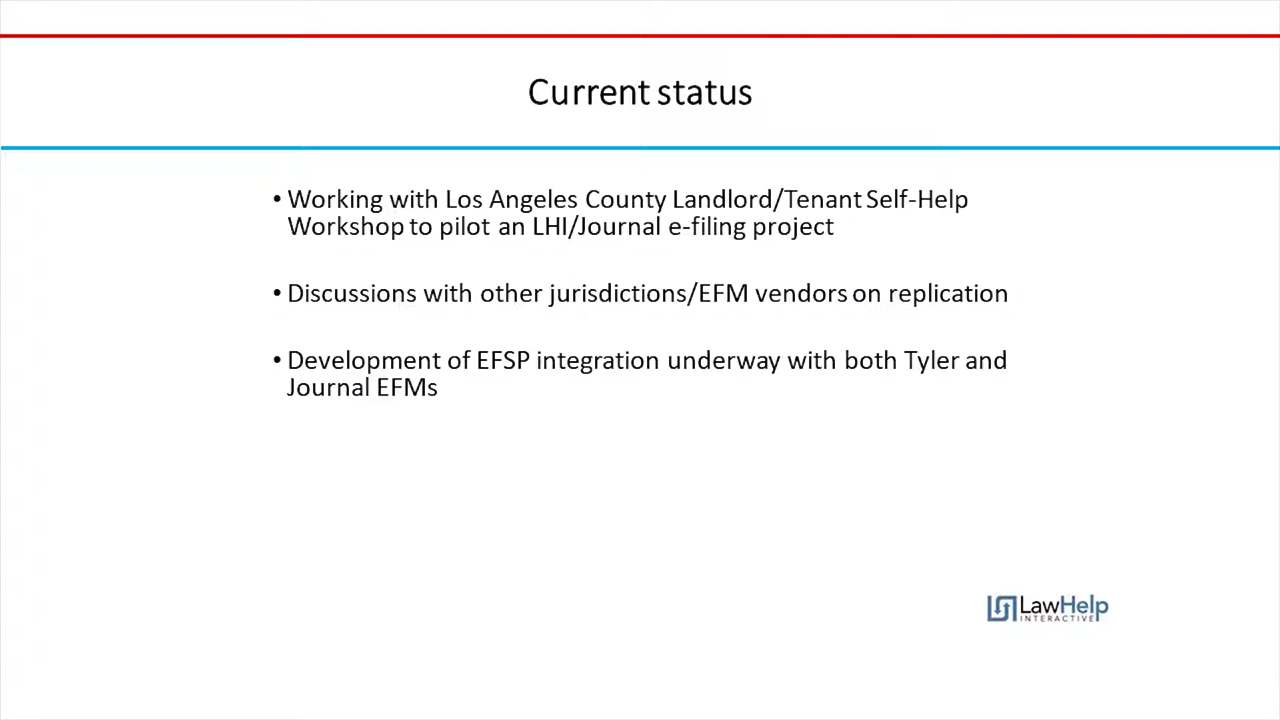 Current status
• Working with Los Angeles County Landlord/Tenant Self-Help
Workshop to pilot an LHI/Journal e-filing project
• Discussions with other jurisdictions/EFM vendors on replication
• Development of EFSP integration underway with both Tyler and
Journal EFMs
LawHelp
INTERACTIVE